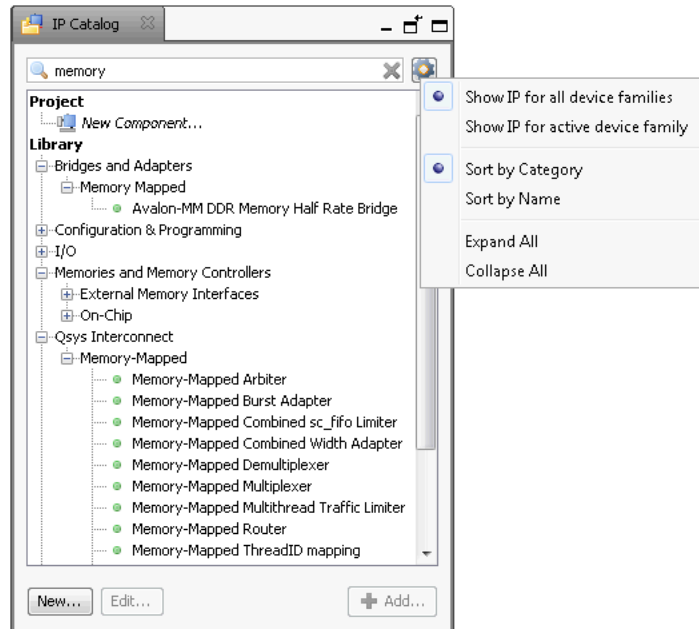 IP Catalog
memory
Project
New Component...
Library
Bridges and Adapters
Memory Mapped
Avalon-MM DDR Memory Half Rate Bridge
Configuration & Programming
I/O
Memories and Memory Controllers
External Memory Interfaces
On-Chip
Qsys Interconnect
Memory-Mapped
Memory-Mapped Arbiter
Memory-Mapped Burst Adapter
Memory-Mapped Combined sc_fifo Limiter
Memory-Mapped Combined Width Adapter
Memory-Mapped Demultiplexer
Memory-Mapped Multiplexer
Memory-Mapped Multithread Traffic Limiter
Memory-Mapped Router
Memory-Mapped ThreadID mapping
New... Edit... Add...
Show IP for all device families
Show IP for active device family
Sort by Category
Sort by Name
Expand All
Collapse All